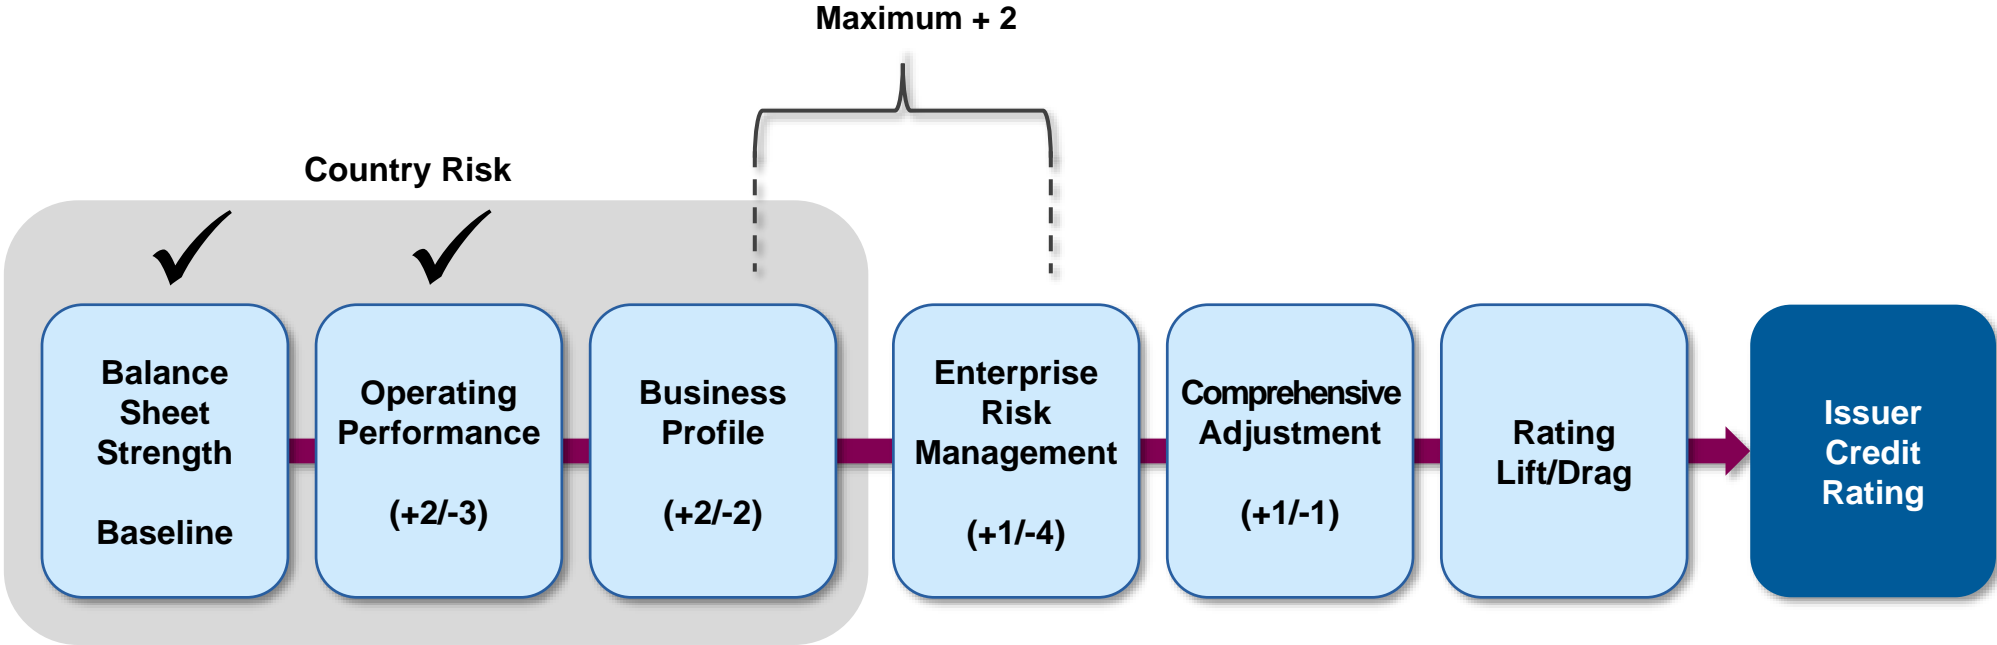 Maximum + 2
Country Risk
Balance
Sheet
Strength
Baseline
Operating
Performance
(+2/-3)
Business
Profile
(+2/-2)
Enterprise
Risk
Management
(+1/-4)
Comprehensive
Adjustment
(+1/-1)
Rating
Lift/Drag
Issuer
Credit
Rating